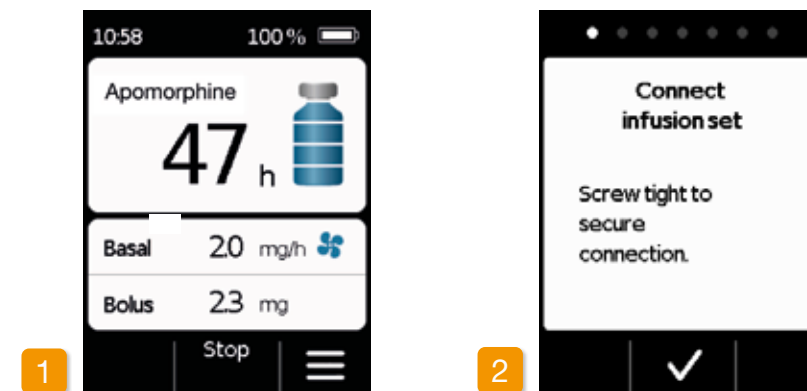 10:58 100 %
Apomorphine
47 h
Basal 2.0 mg/h
Bolus 2.3 mg
Stop
1
Connect
infusion set
Screw tight to
secure
connection.
2